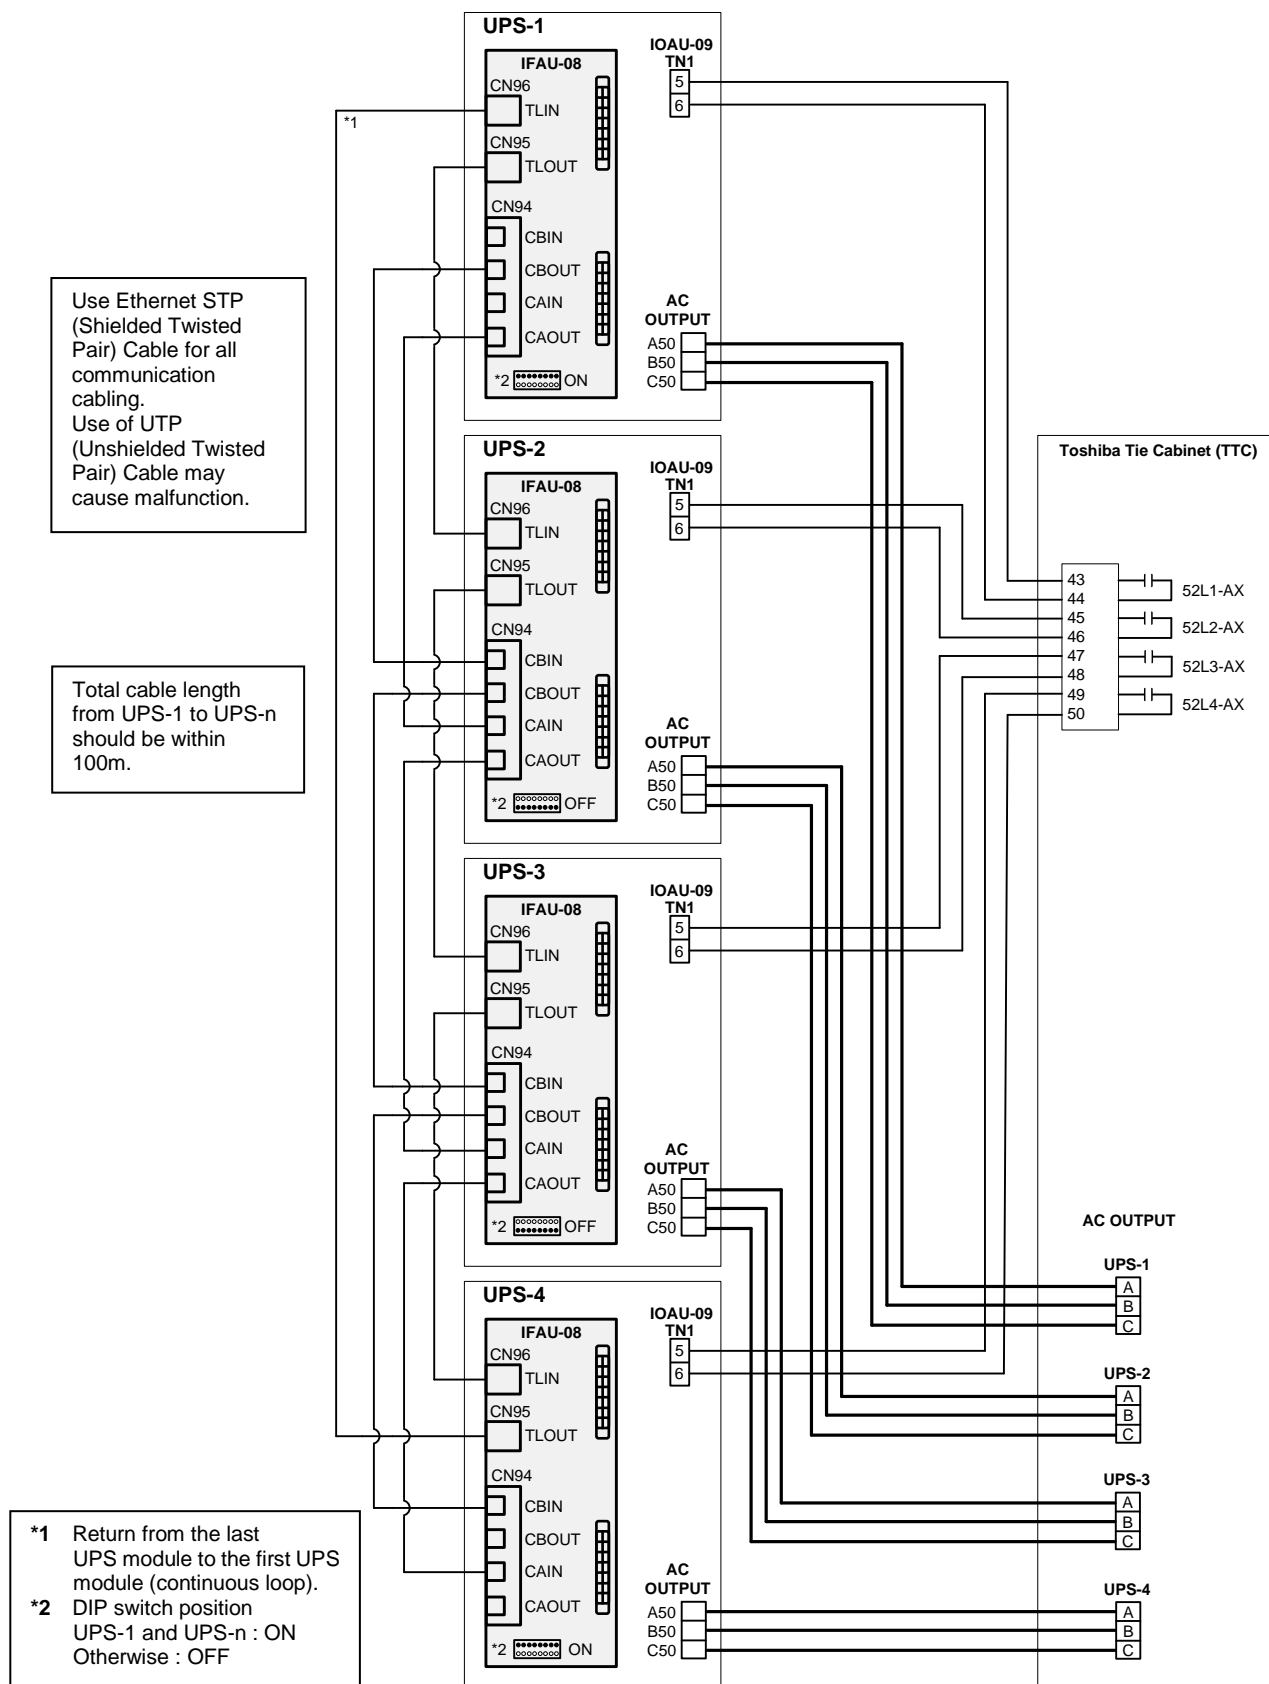 UPS-1
IFAU-08
IOAU-09
TN1
CN96
TLIN
5
6
*1
CN95
TLOUT
CN94
CBIN
CBOUT
CAIN
CAOUT
AC
OUTPUT
A50
B50
C50
*2
ON
Use Ethernet STP
(Shielded Twisted
Pair) Cable for all
communication
cabling.
Use of UTP
(Unshielded Twisted
Pair) Cable may
cause malfunction.
UPS-2
IFAU-08
IOAU-09
TN1
CN96
TLIN
5
6
CN95
TLOUT
CN94
CBIN
CBOUT
CAIN
CAOUT
AC
OUTPUT
A50
B50
C50
*2
OFF
Toshiba Tie Cabinet (TTC)
43
44
45
46
47
48
49
50
52L1-AX
52L2-AX
52L3-AX
52L4-AX
Total cable length
from UPS-1 to UPS-n
should be within
100m.
UPS-3
IFAU-08
IOAU-09
TN1
CN96
TLIN
5
6
CN95
TLOUT
CN94
CBIN
CBOUT
CAIN
CAOUT
AC
OUTPUT
A50
B50
C50
*2
OFF
AC OUTPUT
UPS-1
A
B
C
UPS-2
A
B
C
UPS-3
A
B
C
UPS-4
A
B
C
UPS-4
IFAU-08
IOAU-09
TN1
CN96
TLIN
5
6
CN95
TLOUT
CN94
CBIN
CBOUT
CAIN
CAOUT
AC
OUTPUT
A50
B50
C50
*2
ON
*1 Return from the last
UPS module to the first UPS
module (continuous loop).
*2 DIP switch position
UPS-1 and UPS-n : ON
Otherwise : OFF